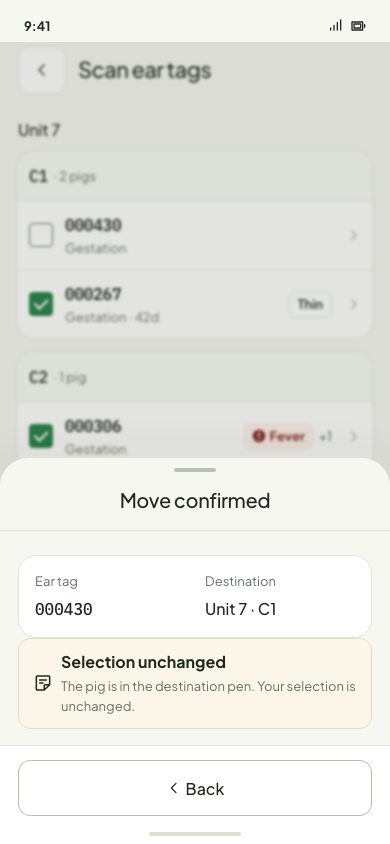 9:41
Scan ear tags
Unit 7
C1 · 2 pigs
000430
Gestation
000267
Gestation · 42d
Thin
C2 · 1 pig
000306
Gestation
Fever
+1
Move confirmed
Ear tag
Destination
000430
Unit 7 · C1
Selection unchanged
The pig is in the destination pen. Your selection is
unchanged.
Back